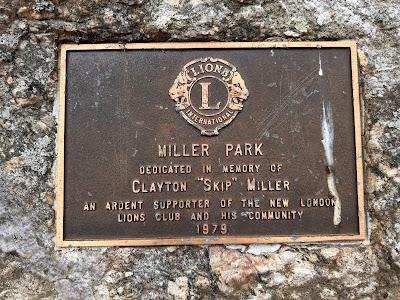 LIONS
L
INTERNATIONAL
MILLER PARK
DEDICATED IN MEMORY OF
CLAYTON "SKIP" MILLER
AN ARDENT SUPPORTER OF THE NEW LONDON
LIONS CLUB AND HIS COMMUNITY
1979